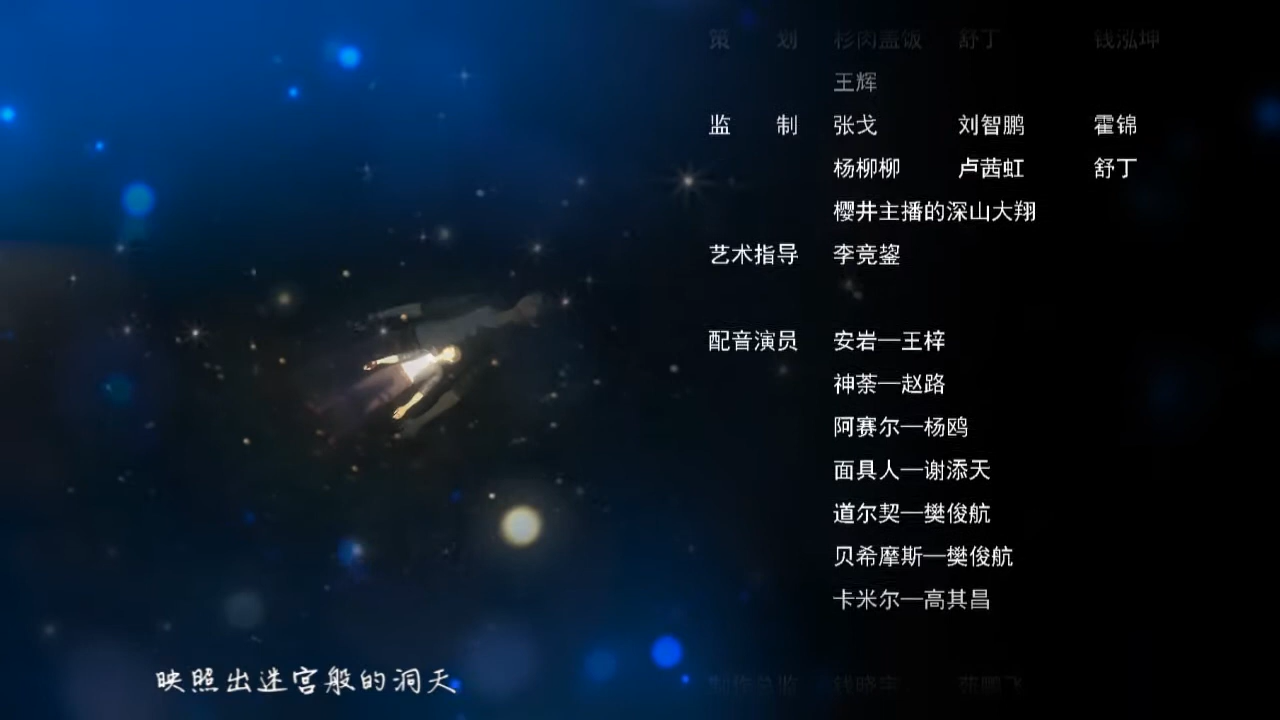 策 划 杉肉盖饭 舒丁 钱泓坤
王辉
监 制 张戈 刘智鹏 霍锦
杨柳柳 卢茜虹 舒丁
樱井主播的深山大翔
艺术指导 李竞鋆
配音演员 安岩—王梓
神荼—赵路
阿赛尔—杨鸥
面具人—谢添天
道尔契—樊俊航
贝希摩斯—樊俊航
卡米尔—高其昌
制作总监
映照出迷宫般的洞天